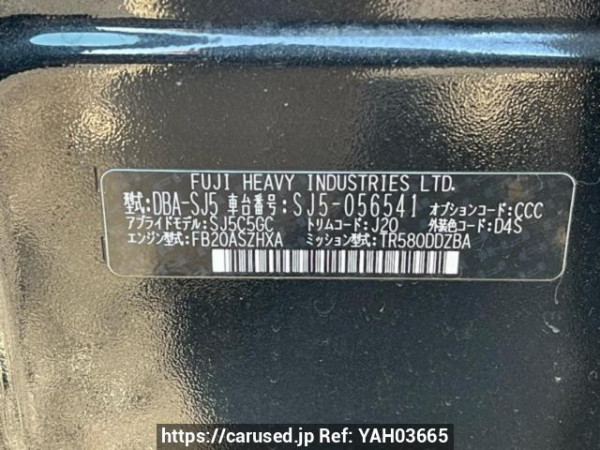 FUJI HEAVY INDUSTRIES LTD.
型式:DBA-SJ5 車台番号:SJ5-056541 オプションコード:CCC
アプライドモデル:SJ5C5GC トリムコード:J20 外装色コード:D4S
エンジン型式:FB20ASZHXA ミッション型式:TR580DDZBA
https://carused.jp Ref: YAH03665